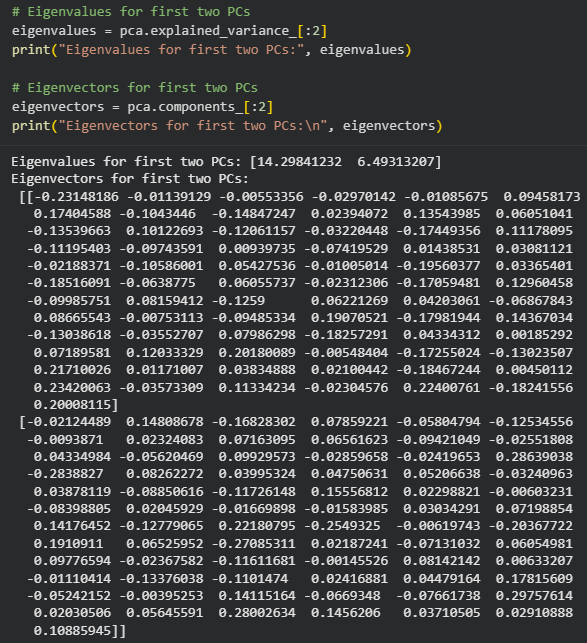 # Eigenvalues for first two PCs
eigenvalues = pca.explained_variance_[:2]
print("Eigenvalues for first two PCs:", eigenvalues)

# Eigenvectors for first two PCs
eigenvectors = pca.components_[:2]
print("Eigenvectors for first two PCs:\n", eigenvectors)

Eigenvalues for first two PCs: [14.29841232  6.49313207]
Eigenvectors for first two PCs:
 [[-0.23148186 -0.01139129 -0.00553356 -0.02970142 -0.01085675  0.09458173
   0.17404588 -0.1043446  -0.14847247  0.02394072  0.13543985  0.06051041
  -0.13539663  0.10122693 -0.12061157 -0.03220448 -0.17449356  0.11178095
  -0.11195403 -0.09743591  0.00939735 -0.07419529  0.01438531  0.03081121
  -0.02188371 -0.10586001  0.05427536 -0.01005014 -0.19560377  0.03365401
  -0.18516091 -0.0638775   0.06055737 -0.02312306 -0.17059481  0.12960458
  -0.09985751  0.08159412 -0.1259      0.06221269  0.04203061 -0.06867843
   0.08665543 -0.00753113 -0.09485334  0.19070521 -0.17981944  0.14367034
  -0.13038618 -0.03552707  0.07986298 -0.18257291  0.04334312  0.00185292
   0.07189581  0.12033329  0.20180089 -0.00548404 -0.17255024 -0.13023507
   0.21710026  0.01171007  0.03834888  0.02100442 -0.18467244  0.00450112
   0.23420063 -0.03573309  0.11334234 -0.02304576  0.22400761 -0.18241556
   0.20008115]
 [-0.02124489  0.14808678 -0.16828302  0.07859221 -0.05804794 -0.12534556
  -0.0093871   0.02324083  0.07163095  0.06561623 -0.09421049 -0.02551808
   0.04334984 -0.05620469  0.09929573 -0.02859658 -0.02419653  0.28639038
  -0.2838827   0.08262272  0.03995324  0.04750631  0.05206638 -0.03240963
   0.03878119 -0.08850616 -0.11726148  0.15556812  0.02298821 -0.00603231
  -0.08398805  0.02045929 -0.01669898 -0.01583985  0.03034291  0.07198854
   0.14176452 -0.12779065  0.22180795 -0.2549325  -0.00619743 -0.20367722
   0.1910911   0.06525952 -0.27085311  0.02187241 -0.07131032  0.06054981
   0.09776594 -0.02367582 -0.11611681 -0.00145526  0.08142142  0.00633207
  -0.01110414 -0.13376038 -0.1101474   0.02416881  0.04479164  0.17815609
  -0.05242152 -0.00395253  0.14115164 -0.0669348  -0.07661738  0.29757614
   0.02030506  0.05645591  0.28002634  0.1456206   0.03710505  0.02910888
   0.10885945]]